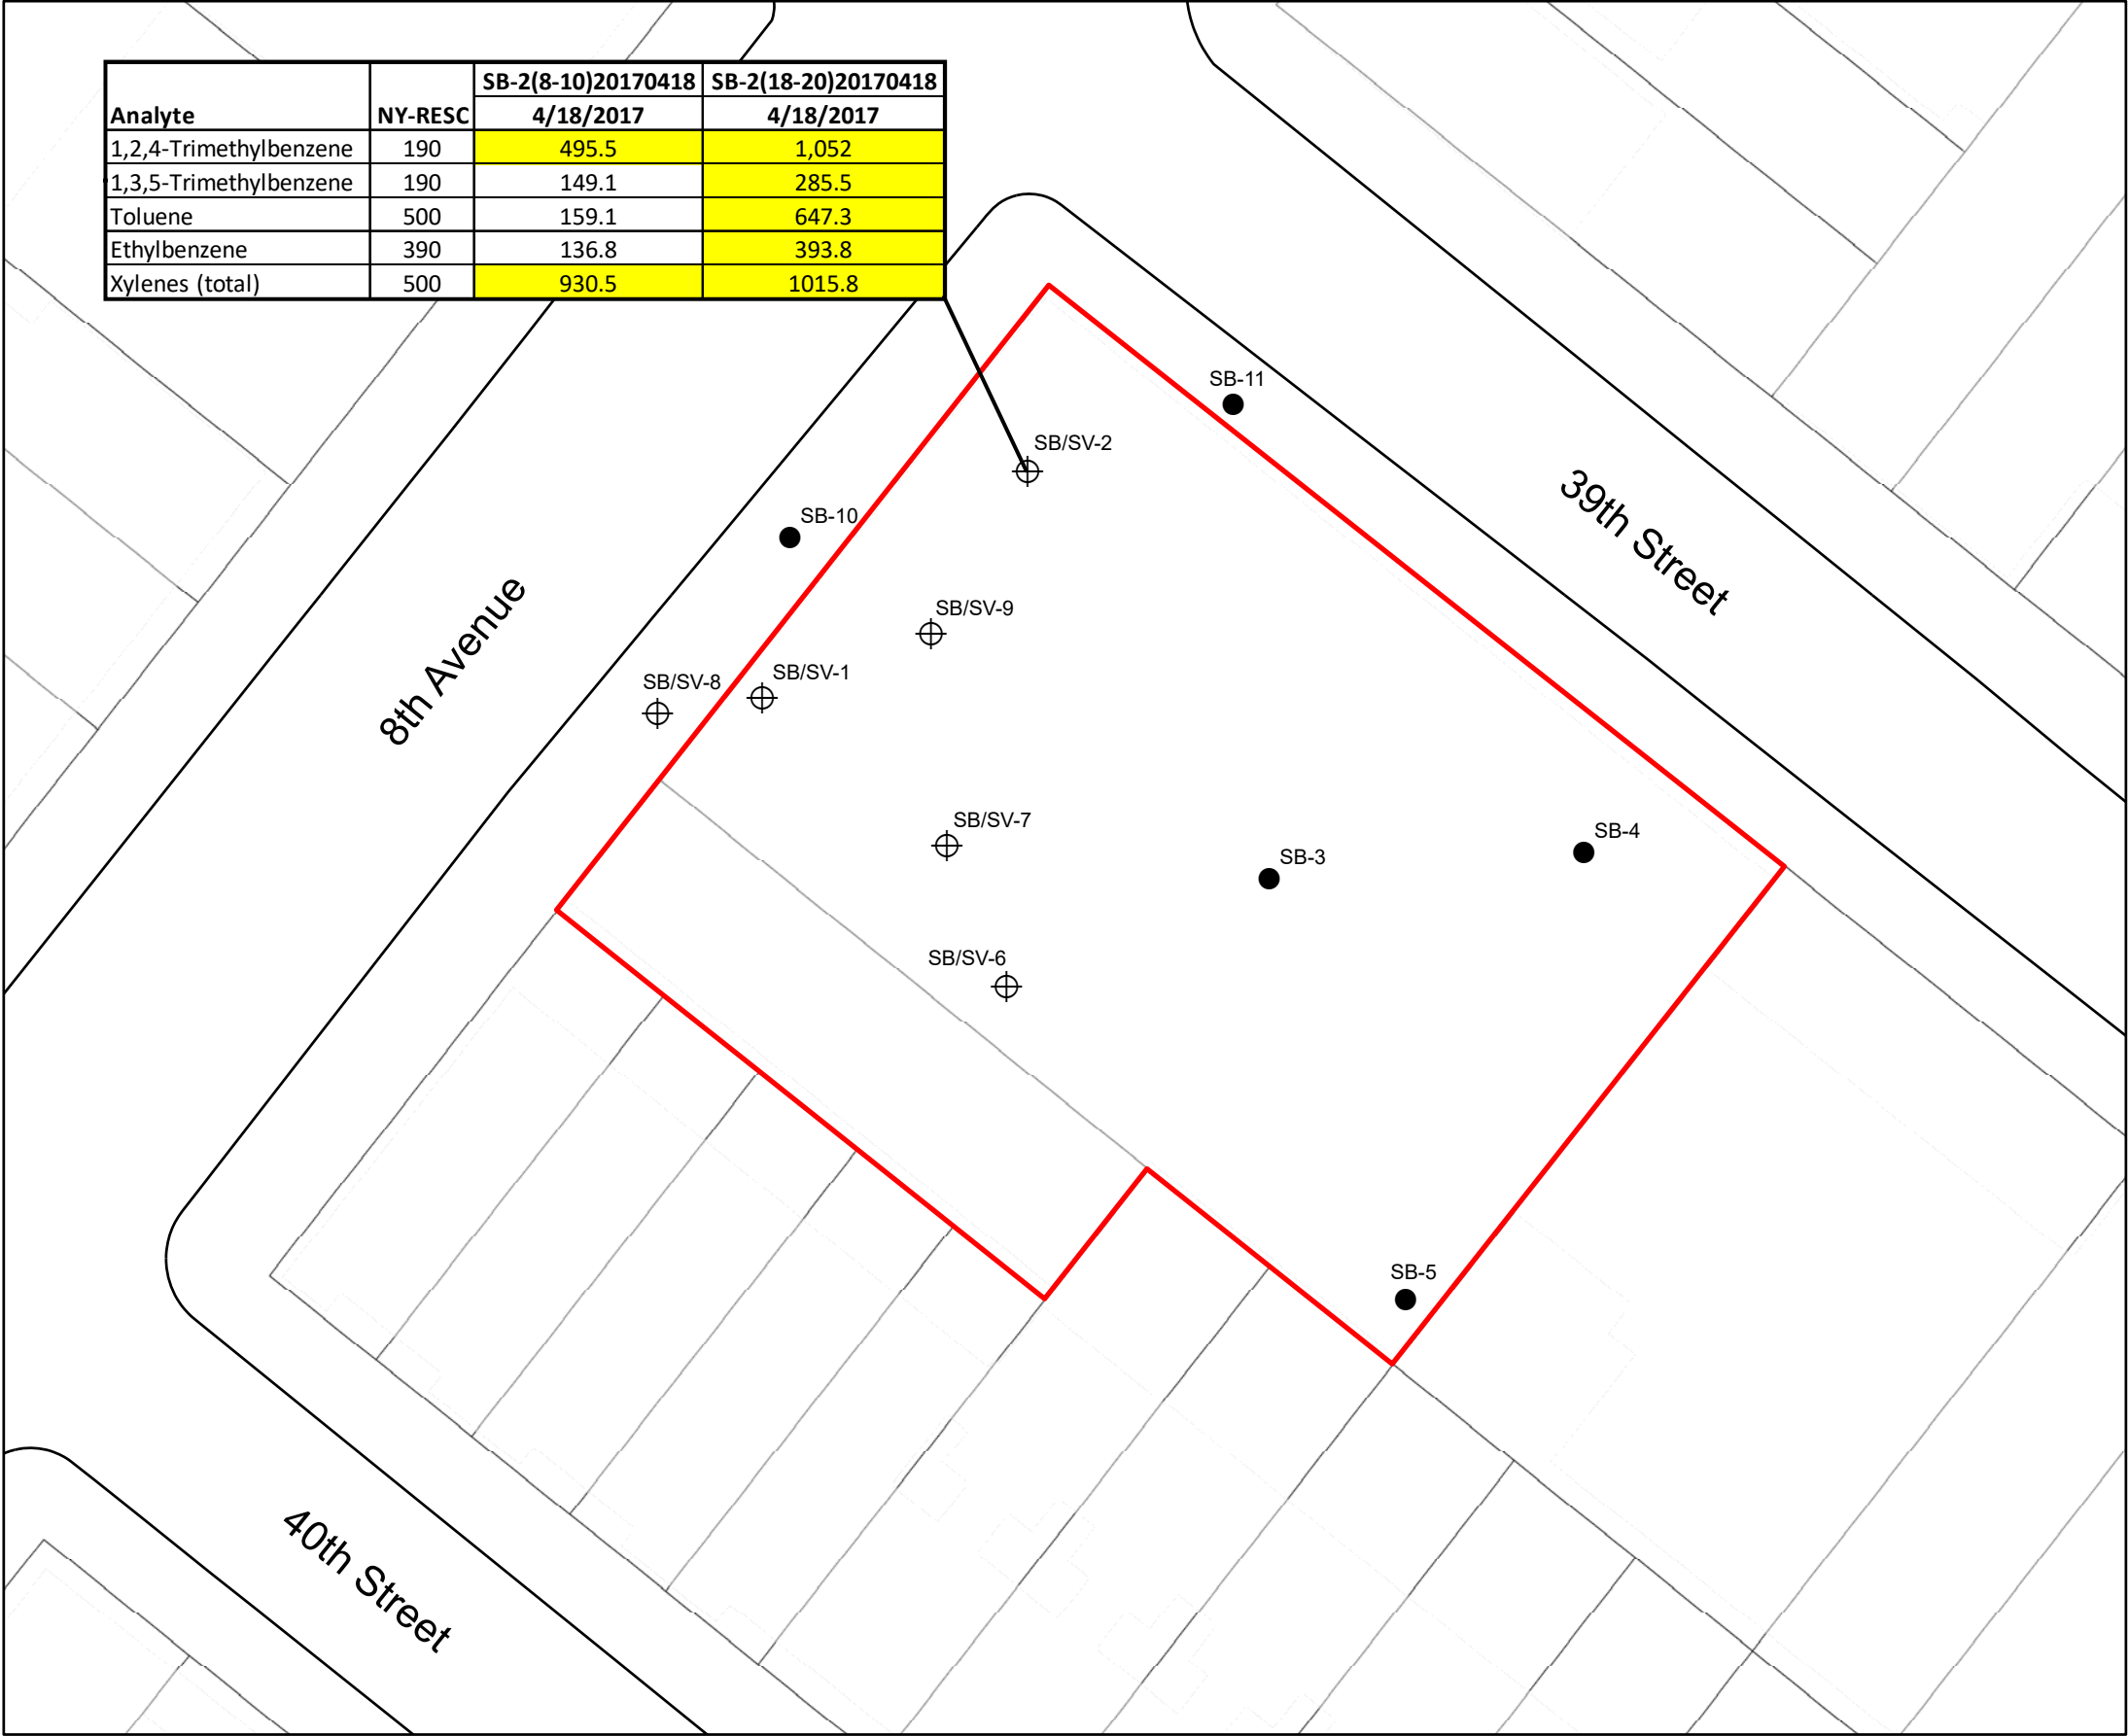 SB-2(8-10)20170418 SB-2(18-20)20170418
Analyte NY-RESC 4/18/2017 4/18/2017
1,2,4-Trimethylbenzene 190 495.5 1,052
1,3,5-Trimethylbenzene 190 149.1 285.5
Toluene 500 159.1 647.3
Ethylbenzene 390 136.8 393.8
Xylenes (total) 500 930.5 1015.8
SB-11
SB/SV-2
SB-10
39th Street
8th Avenue
SB/SV-9
SB/SV-8
SB/SV-1
SB/SV-7
SB-4
SB-3
SB/SV-6
SB-5
40th Street